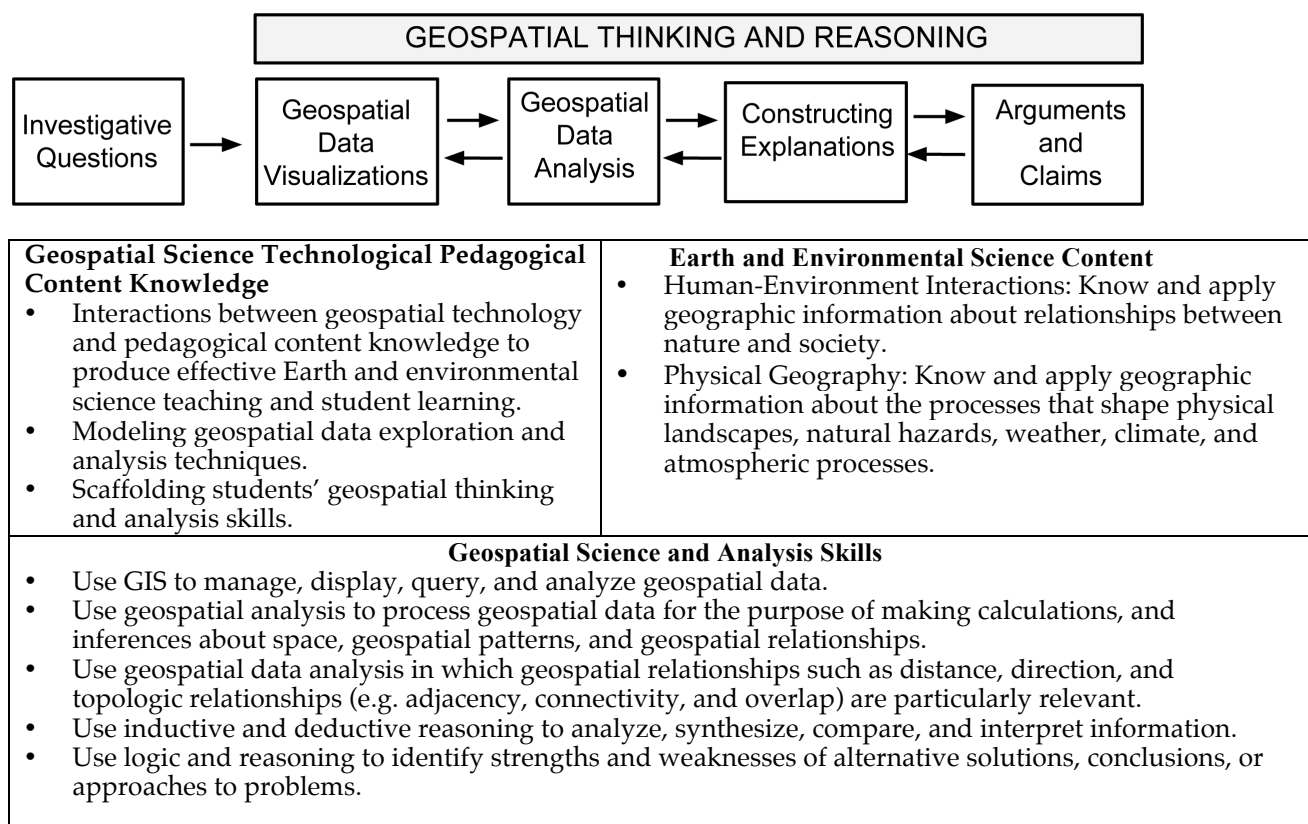 GEOSPATIAL THINKING AND REASONING
Investigative
Questions
Geospatial
Data
Visualizations
Geospatial
Data
Analysis
Constructing
Explanations
Arguments
and
Claims
Geospatial Science Technological Pedagogical
Content Knowledge
• Interactions between geospatial technology
and pedagogical content knowledge to
produce effective Earth and environmental
science teaching and student learning.
• Modeling geospatial data exploration and
analysis techniques.
• Scaffolding students’ geospatial thinking
and analysis skills.
Earth and Environmental Science Content
• Human-Environment Interactions: Know and apply
geographic information about relationships between
nature and society.
• Physical Geography: Know and apply geographic
information about the processes that shape physical
landscapes, natural hazards, weather, climate, and
atmospheric processes.
Geospatial Science and Analysis Skills
• Use GIS to manage, display, query, and analyze geospatial data.
• Use geospatial analysis to process geospatial data for the purpose of making calculations, and
inferences about space, geospatial patterns, and geospatial relationships.
• Use geospatial data analysis in which geospatial relationships such as distance, direction, and
topologic relationships (e.g. adjacency, connectivity, and overlap) are particularly relevant.
• Use inductive and deductive reasoning to analyze, synthesize, compare, and interpret information.
• Use logic and reasoning to identify strengths and weaknesses of alternative solutions, conclusions, or
approaches to problems.